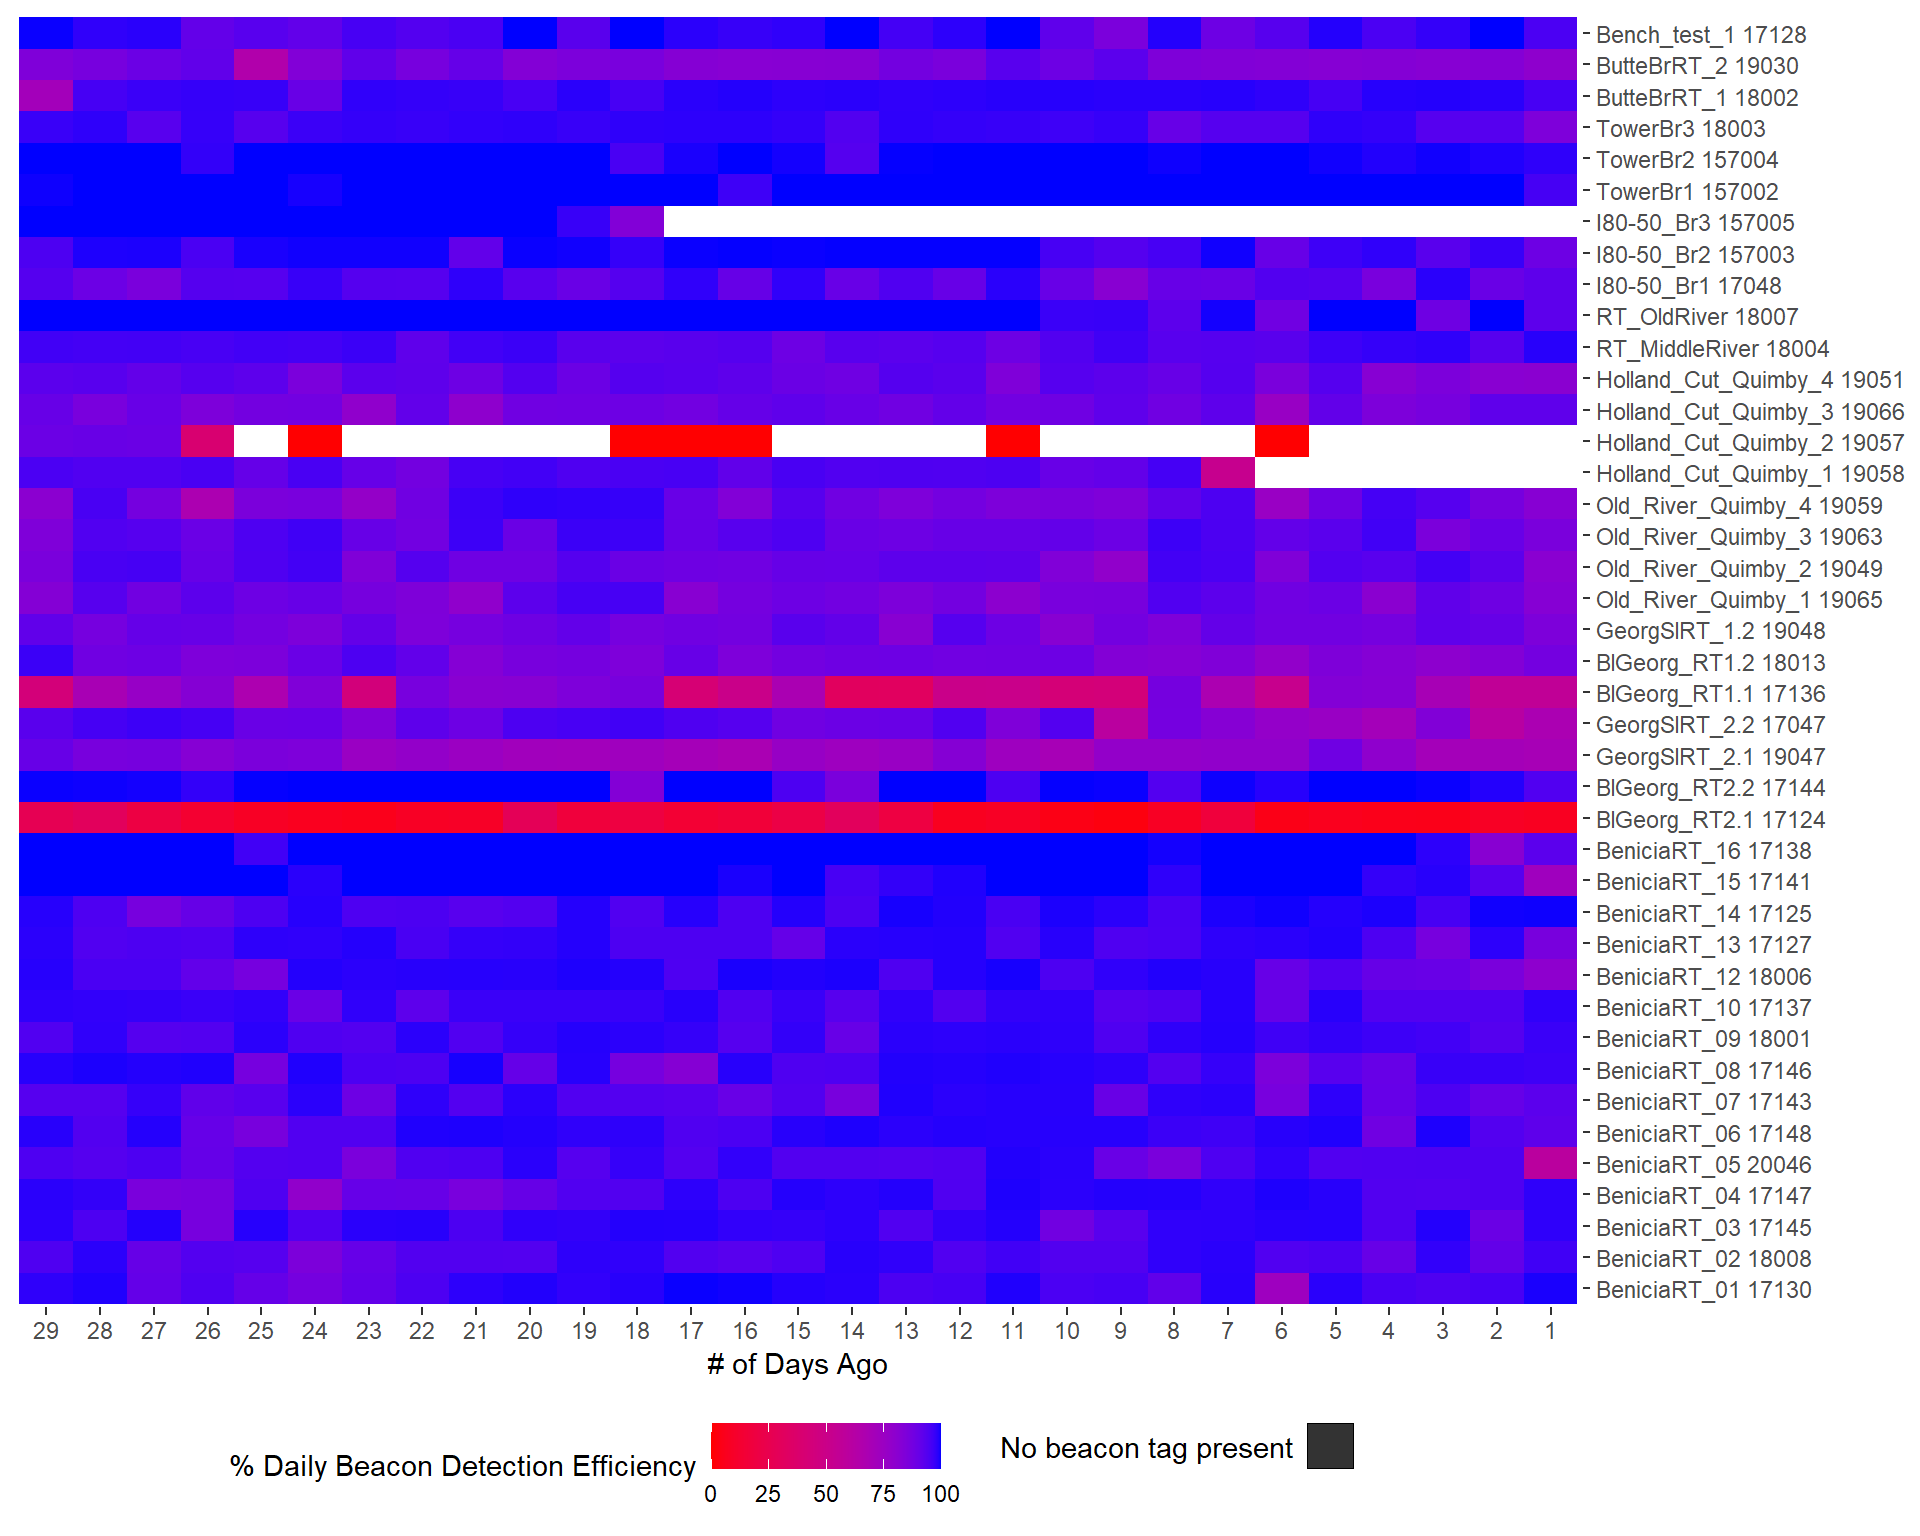 Bench_test_1 17128
ButteBrRT_2 19030
ButteBrRT_1 18002
TowerBr3 18003
TowerBr2 157004
TowerBr1 157002
I80-50_Br3 157005
I80-50_Br2 157003
I80-50_Br1 17048
RT_OldRiver 18007
RT_MiddleRiver 18004
Holland_Cut_Quimby_4 19051
Holland_Cut_Quimby_3 19066
Holland_Cut_Quimby_2 19057
Holland_Cut_Quimby_1 19058
Old_River_Quimby_4 19059
Old_River_Quimby_3 19063
Old_River_Quimby_2 19049
Old_River_Quimby_1 19065
GeorgSlRT_1.2 19048
BlGeorg_RT1.2 18013
BlGeorg_RT1.1 17136
GeorgSlRT_2.2 17047
GeorgSlRT_2.1 19047
BlGeorg_RT2.2 17144
BlGeorg_RT2.1 17124
BeniciaRT_16 17138
BeniciaRT_15 17141
BeniciaRT_14 17125
BeniciaRT_13 17127
BeniciaRT_12 18006
BeniciaRT_10 17137
BeniciaRT_09 18001
BeniciaRT_08 17146
BeniciaRT_07 17143
BeniciaRT_06 17148
BeniciaRT_05 20046
BeniciaRT_04 17147
BeniciaRT_03 17145
BeniciaRT_02 18008
BeniciaRT_01 17130
29 28 27 26 25 24 23 22 21 20 19 18 17 16 15 14 13 12 11 10 9 8 7 6 5 4 3 2 1
# of Days Ago
% Daily Beacon Detection Efficiency
0 25 50 75 100
No beacon tag present